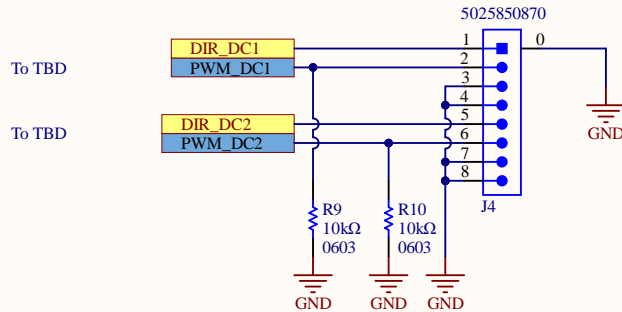 5025850870
DIR_DC1
PWM_DC1
To TBD
1
2
3
4
5
6
7
8
0
GND
DIR_DC2
PWM_DC2
To TBD
J4
R9
10kΩ
0603
R10
10kΩ
0603
GND
GND
GND